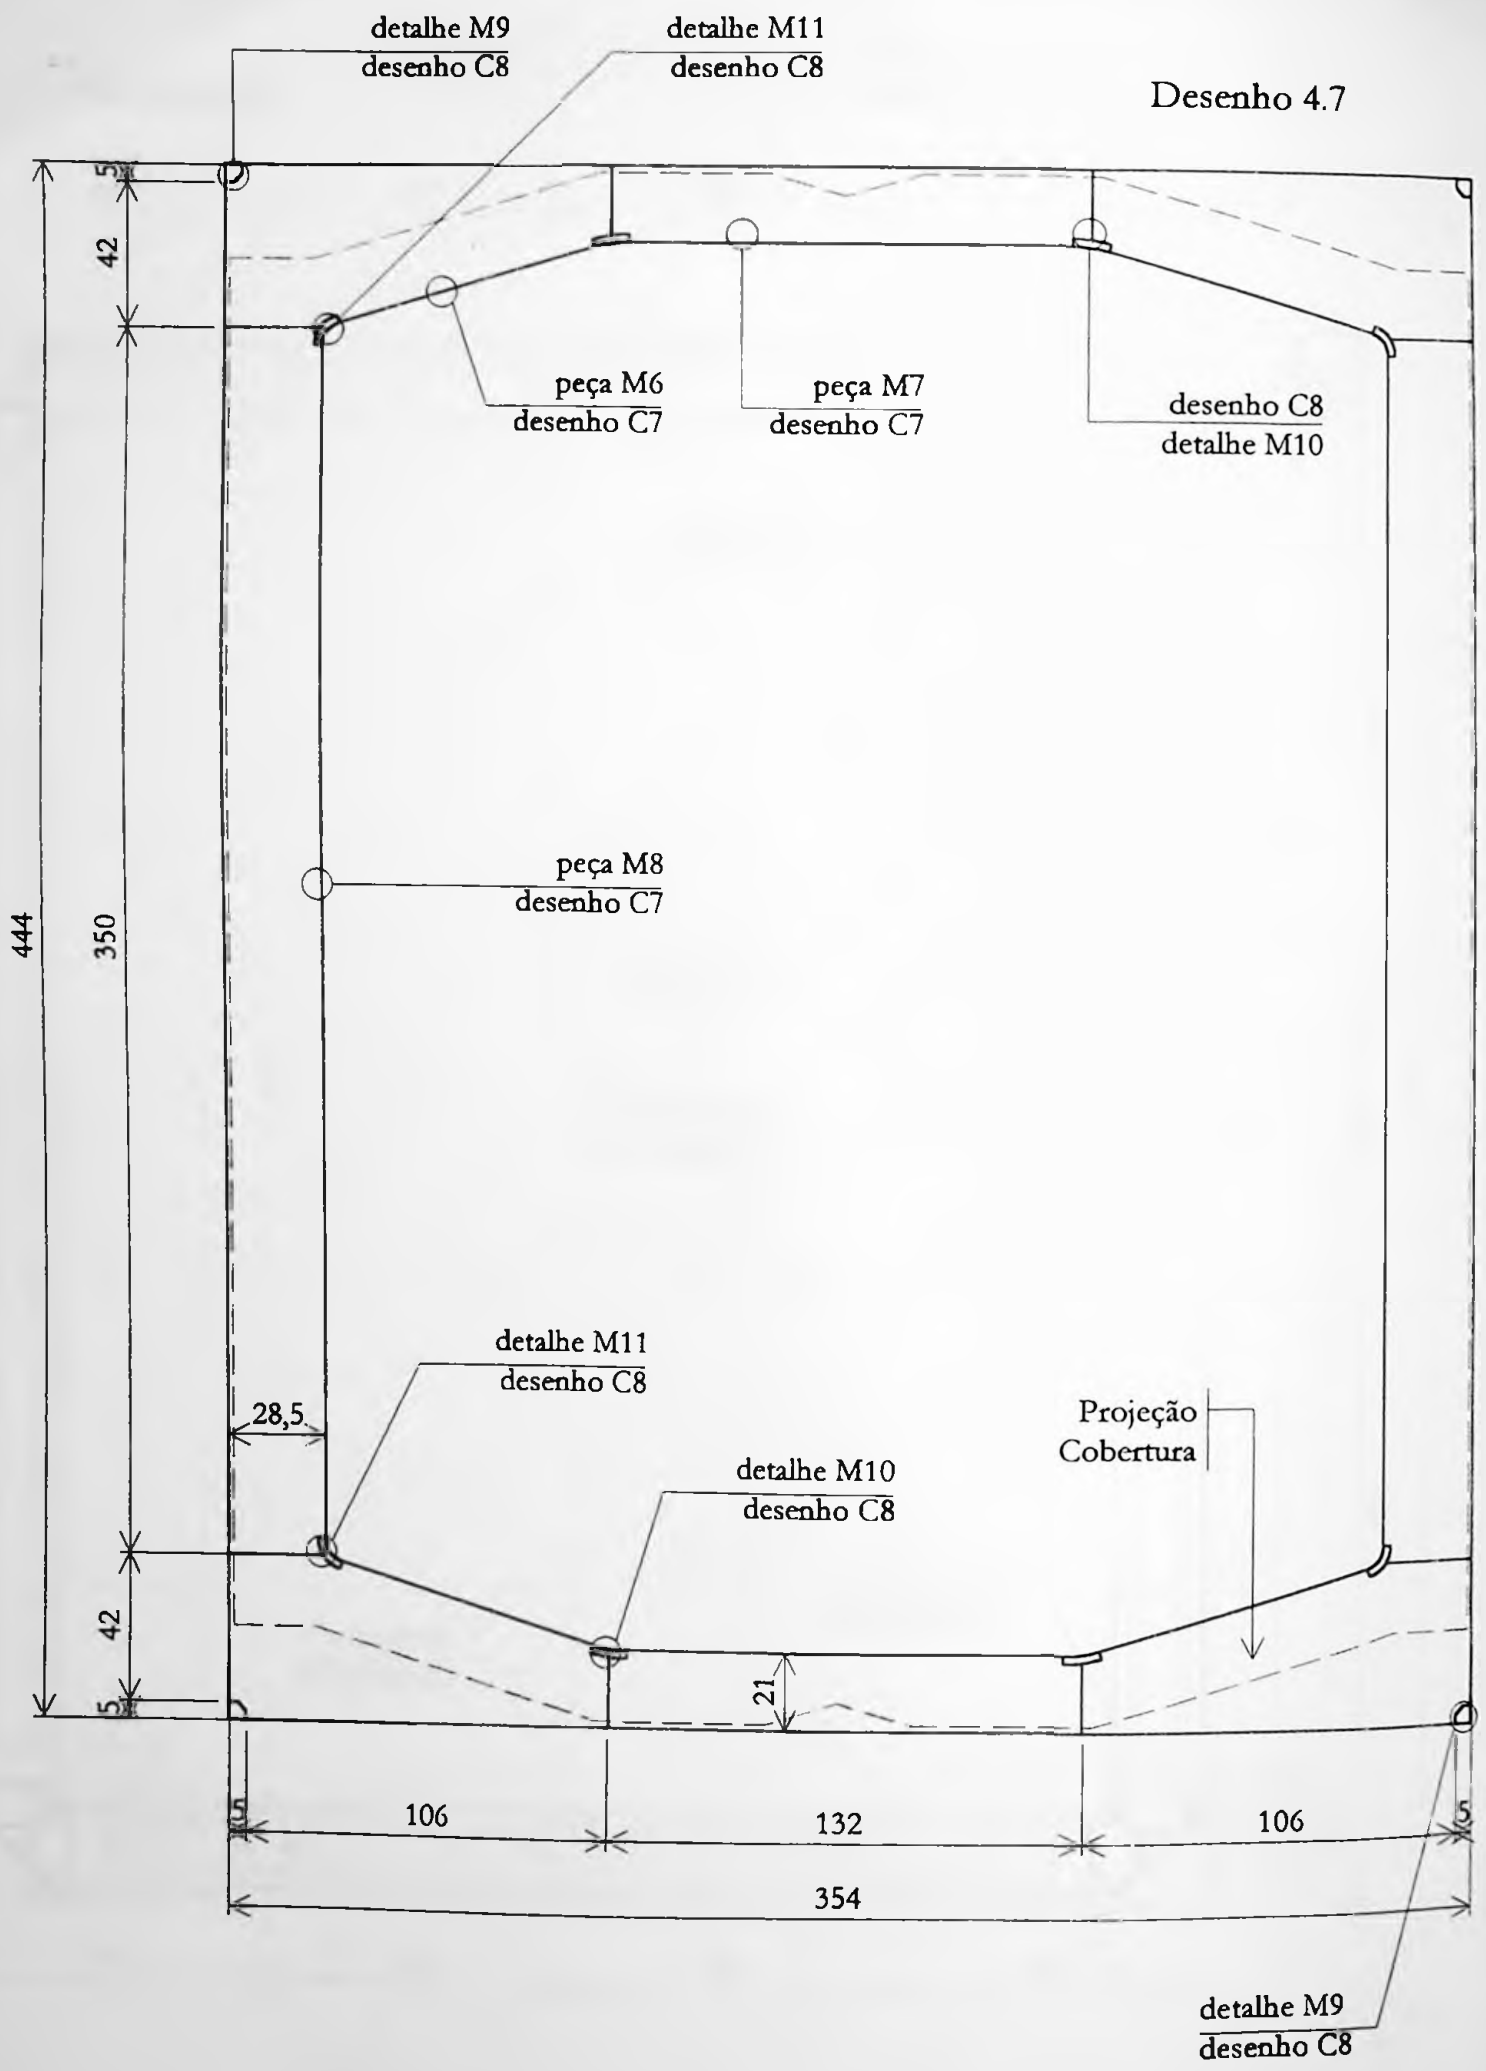 detalhe M9
desenho C8
detalhe M11
desenho C8
Desenho 4.7
5
42
peça M6
desenho C7
peça M7
desenho C7
desenho C8
detalhe M10
peça M8
desenho C7
444
350
detalhe M11
desenho C8
28,5
Projeção
Cobertura
detalhe M10
desenho C8
42
21
5
5
106
132
106
5
354
detalhe M9
desenho C8